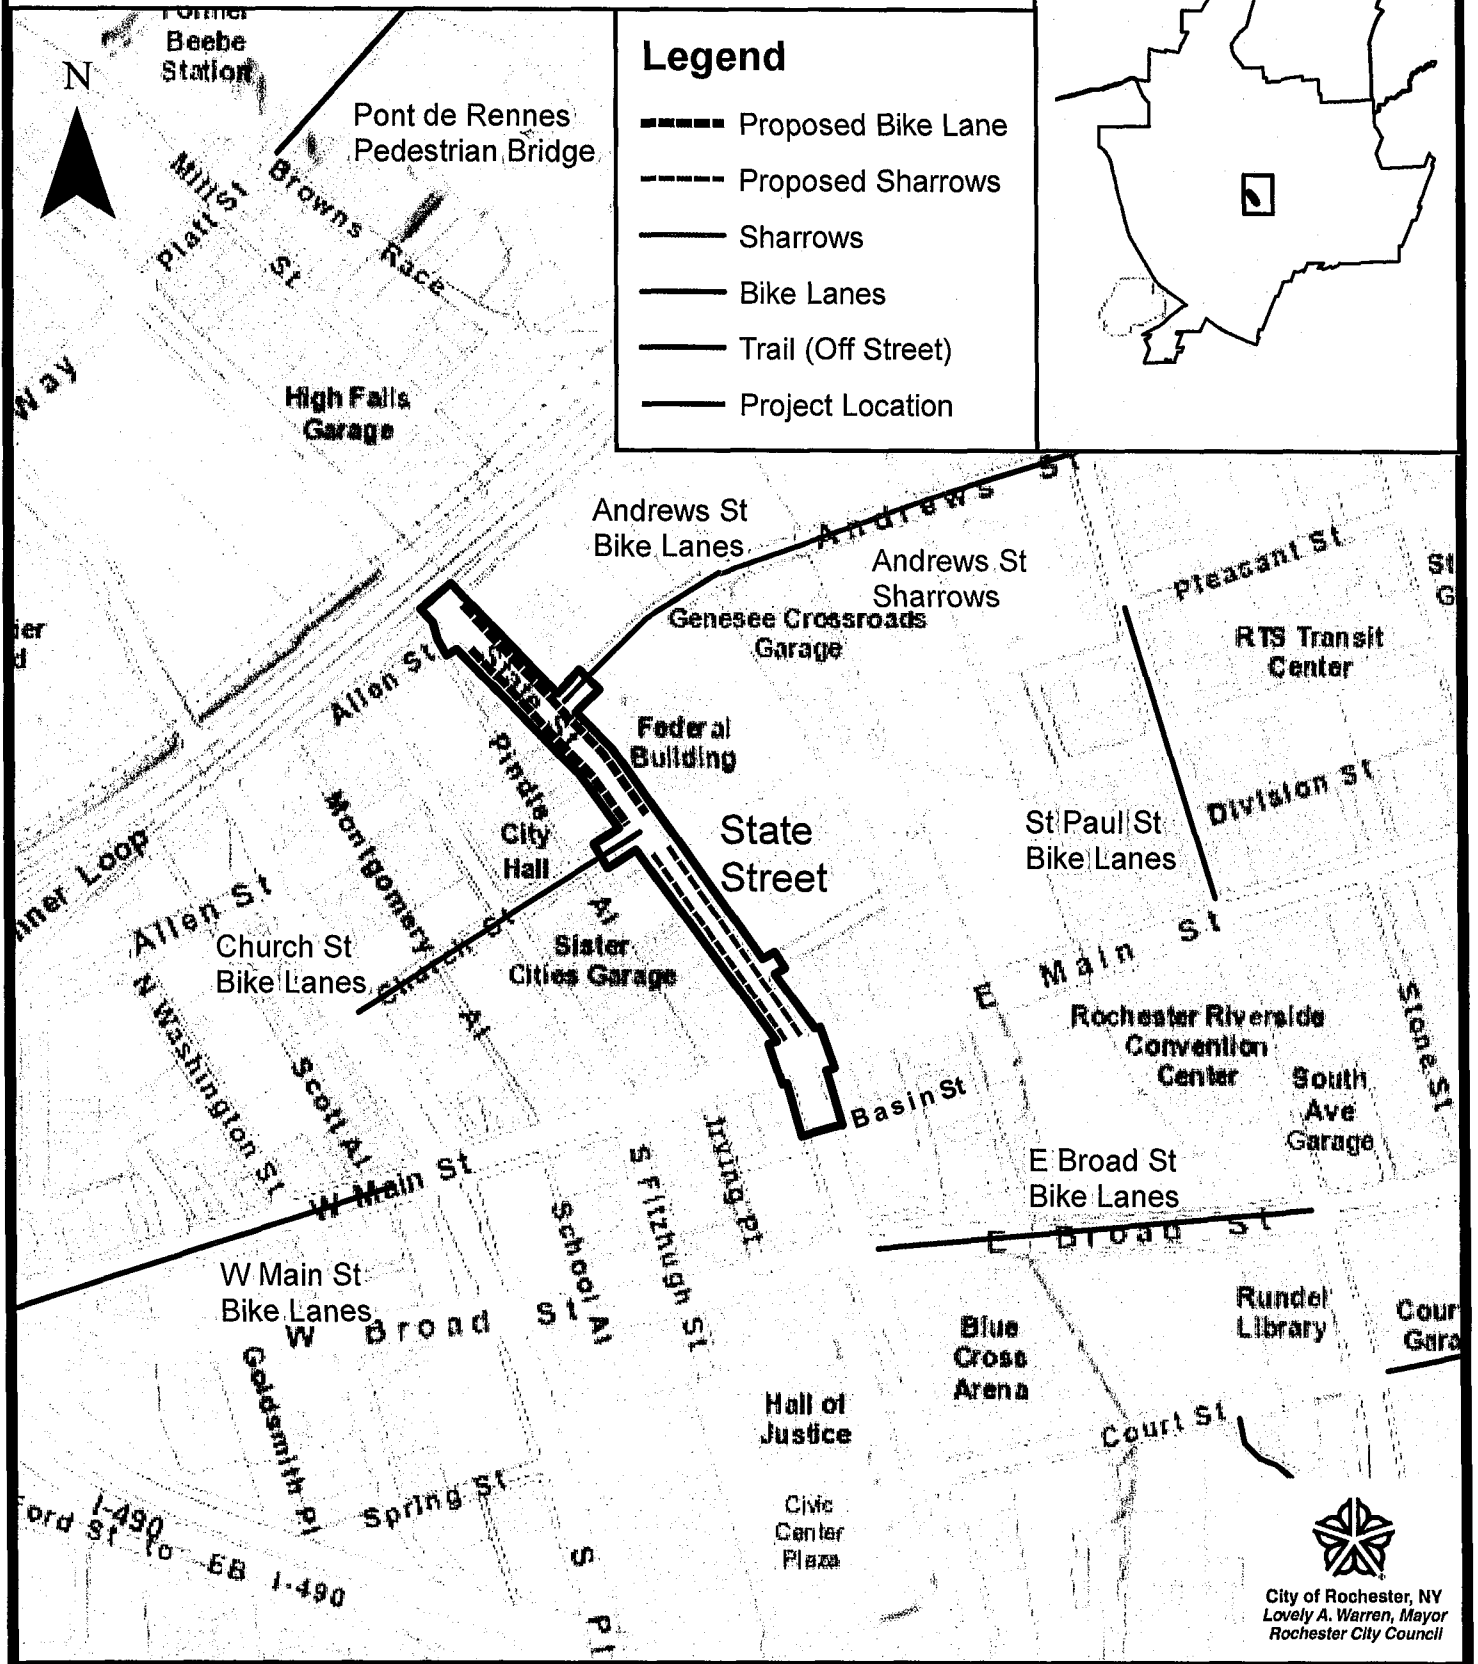 Former
Beebe
Station
N
Pont de Rennes
Pedestrian Bridge
Mill St
Platt St
Browns Race
Way
High Falls
Garage
Legend
Proposed Bike Lane
Proposed Sharrows
Sharrows
Bike Lanes
Trail (Off Street)
Project Location
Andrews St
Bike Lanes
Andrews St
Andrews St
Sharrows
Pleasant St
Genesee Crossroads
Garage
RTS Transit
Center
Allen St
State St
Federal
Building
Pindle Al
City
Hall
State
Street
St Paul St
Bike Lanes
Division St
Montgomery Al
Inner Loop
Allen St
Church St
Bike Lanes
Church St
Sister
Cities Garage
E Main St
N Washington St
Scott Al
Rochester Riverside
Convention
Center
Stone St
South
Ave
Garage
Basin St
Irving Pl
S Fitzhugh St
School Al
W Main St
E Broad St
Bike Lanes
E Broad St
W Main St
Bike Lanes
W Broad St
Goldsmith Pl
Blue
Cross
Arena
Rundel
Library
Cour
Gara
Hall of
Justice
Court St
Spring St
Civic
Center
Plaza
I-490
Ford St to EB I-490
S Pl
City of Rochester, NY
Lovely A. Warren, Mayor
Rochester City Council